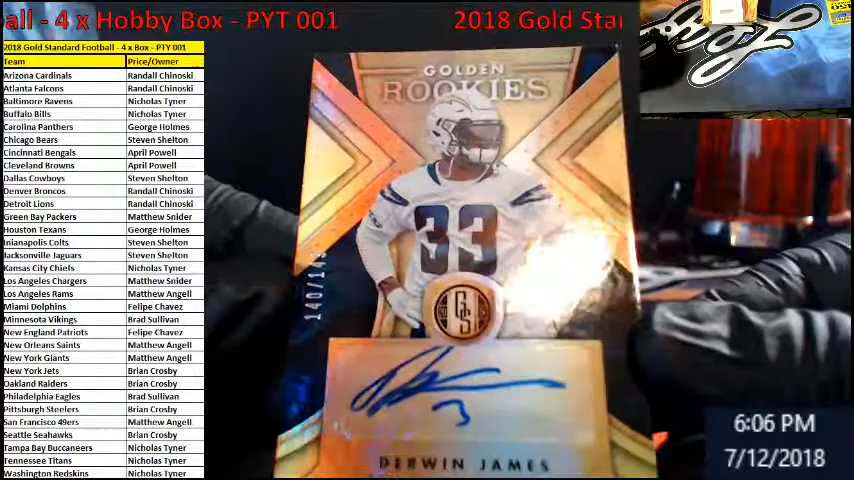 all - 4 x Hobby Box - PYT 001
2018 Gold Star
2018 Gold Standard Football - 4 x Box - PTY 001
Team Price/Owner
Arizona Cardinals Randall Chinoski
Atlanta Falcons Randall Chinoski
Baltimore Ravens Nicholas Tyner
Buffalo Bills Nicholas Tyner
Carolina Panthers George Holmes
Chicago Bears Steven Shelton
Cincinnati Bengals April Powell
Cleveland Browns April Powell
Dallas Cowboys Steven Shelton
Denver Broncos Randall Chinoski
Detroit Lions Randall Chinoski
Green Bay Packers Matthew Snider
Houston Texans George Holmes
Inianapolis Colts Steven Shelton
Jacksonville Jaguars Steven Shelton
Kansas City Chiefs Nicholas Tyner
Los Angeles Chargers Matthew Snider
Los Angeles Rams Matthew Angell
Miami Dolphins Felipe Chavez
Minnesota Vikings Brad Sullivan
New England Patriots Felipe Chavez
New Orleans Saints Matthew Angell
New York Giants Matthew Angell
New York Jets Brian Crosby
Oakland Raiders Brian Crosby
Philadelphia Eagles Brad Sullivan
Pittsburgh Steelers Brian Crosby
San Francisco 49ers Matthew Angell
Seattle Seahawks Brian Crosby
Tampa Bay Buccaneers Nicholas Tyner
Tennessee Titans Nicholas Tyner
Washington Redskins Nicholas Tyner
GOLDEN
ROOKIES
33
140/149
GS
3
DERWIN JAMES
6:06 PM
7/12/2018